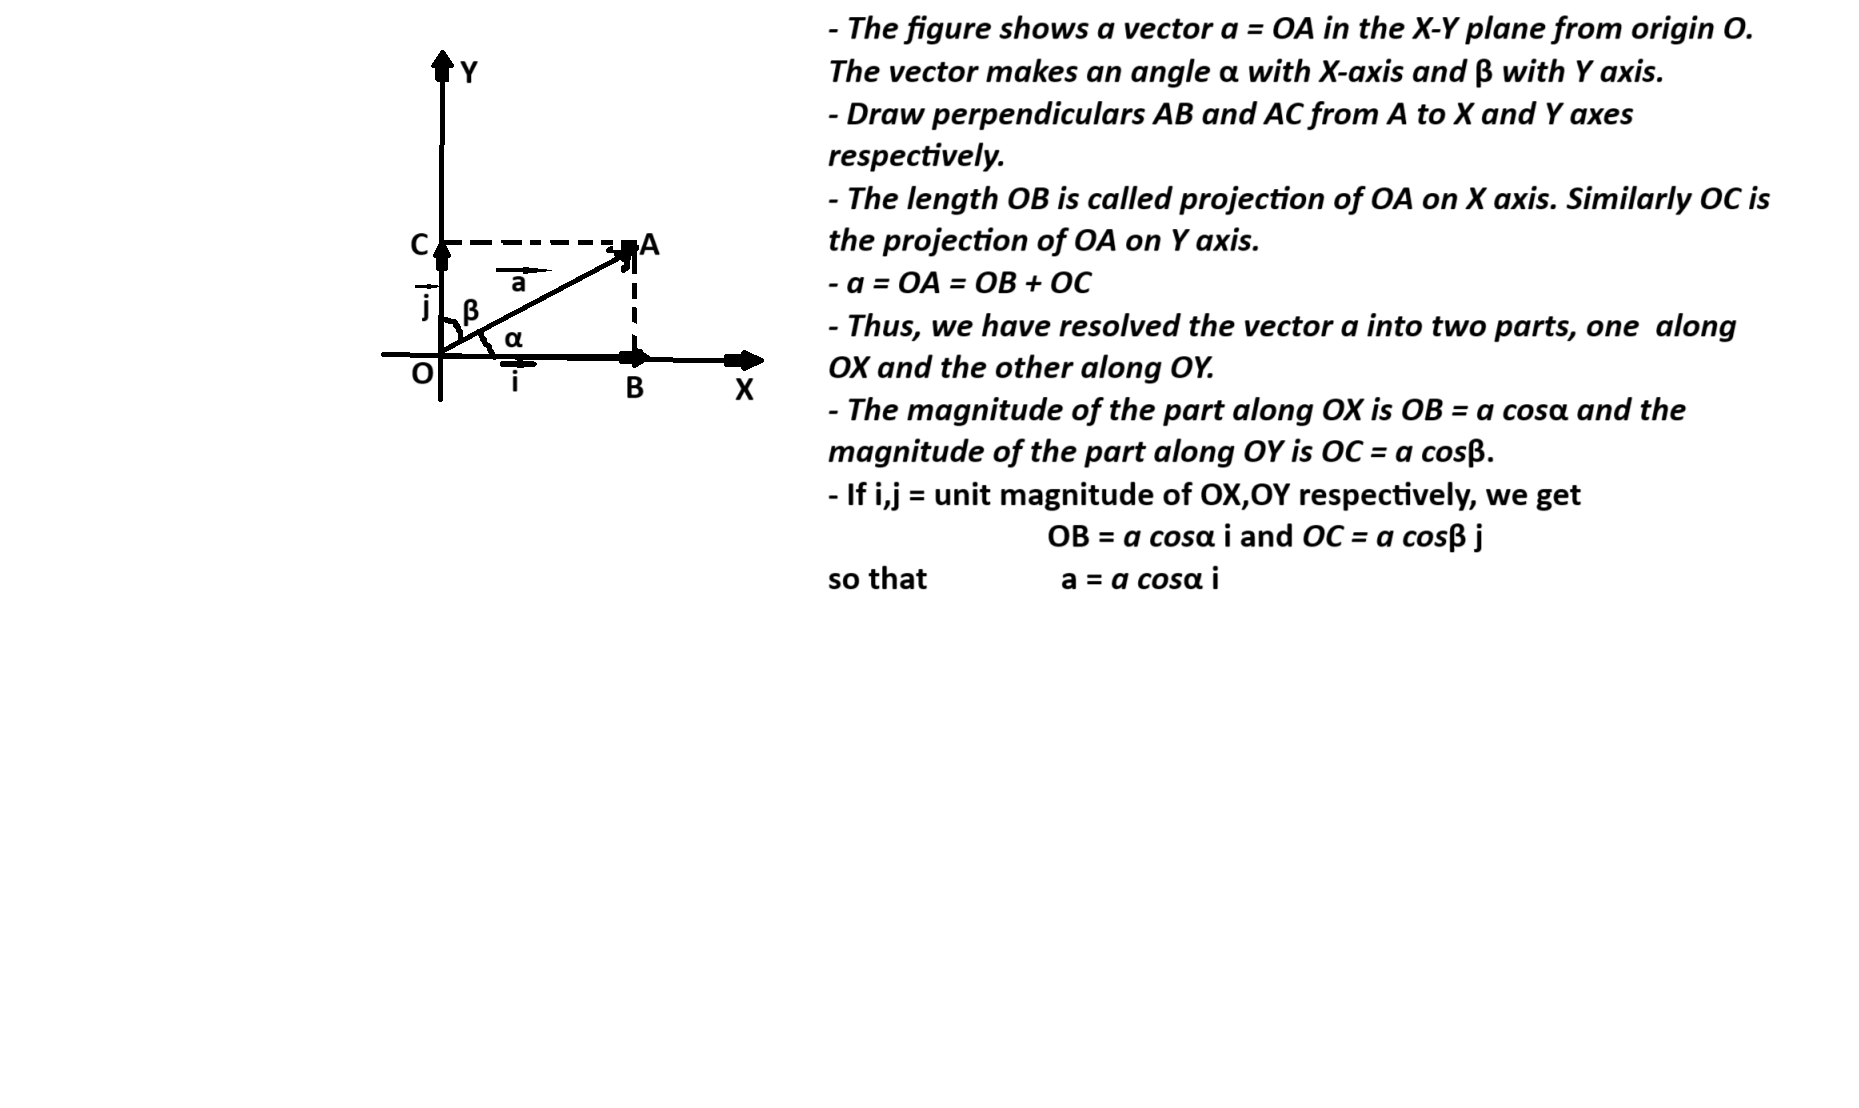 Y
C
A
a
j
β
α
O
i
B
X
- The figure shows a vector a = OA in the X-Y plane from origin O.
The vector makes an angle α with X-axis and β with Y axis.
- Draw perpendiculars AB and AC from A to X and Y axes
respectively.
- The length OB is called projection of OA on X axis. Similarly OC is
the projection of OA on Y axis.
- a = OA = OB + OC
- Thus, we have resolved the vector a into two parts, one  along
OX and the other along OY.
- The magnitude of the part along OX is OB = a cosα and the
magnitude of the part along OY is OC = a cosβ.
- If i,j = unit magnitude of OX,OY respectively, we get
OB = a cosα i and OC = a cosβ j
so that a = a cosα i